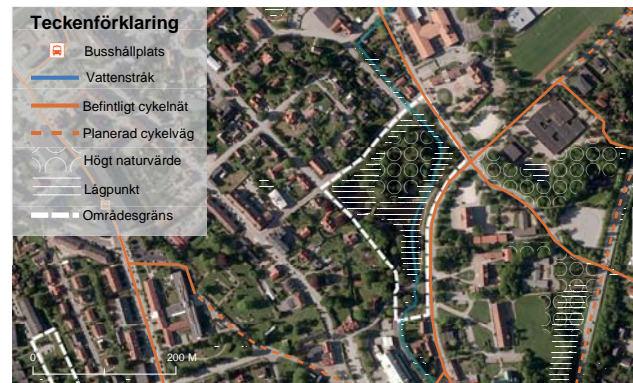 Teckenförklaring
Busshållplats
Vattenstråk
Befintligt cykelnät
Planerad cykelväg
Högt naturvärde
Lågpunkt
Områdesgräns
0 200 M